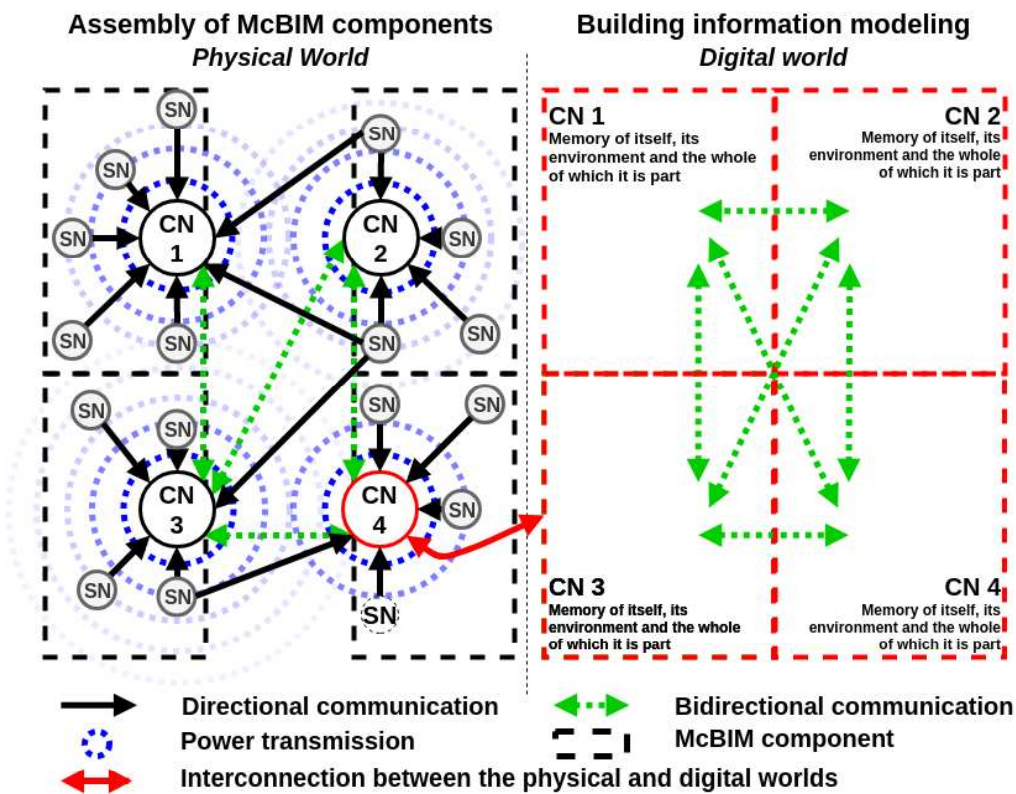 Assembly of McBIM components
Physical World
Building information modeling
Digital world
SN
SN
SN
SN
SN
CN
1
SN
CN
2
SN
SN
SN
SN
SN
SN
SN
SN
CN
3
CN
4
SN
SN
SN
SN
CN 1
Memory of itself, its
environment and the whole
of which it is part
CN 2
Memory of itself, its
environment and the whole
of which it is part
CN 3
Memory of itself, its
environment and the whole
of which it is part
CN 4
Memory of itself, its
environment and the whole
of which it is part
Directional communication
Bidirectional communication
Power transmission
McBIM component
Interconnection between the physical and digital worlds